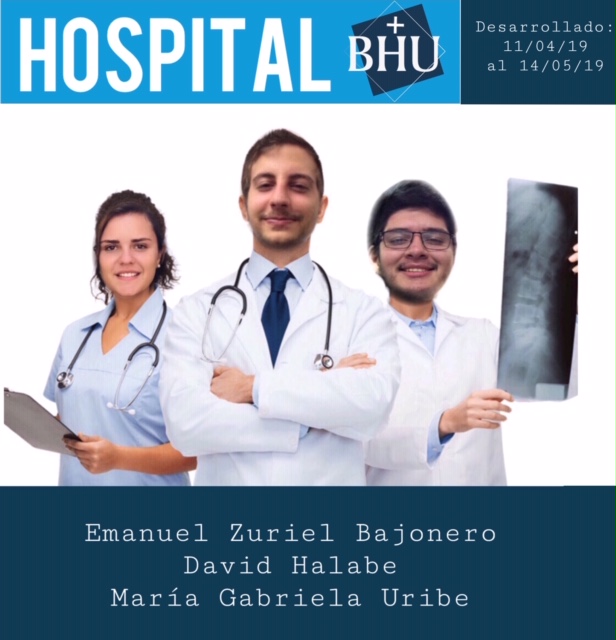 HOSPITAL
BHU
Desarrollado:
11/04/19
al 14/05/19
Emanuel Zuriel Bajonero
David Halabe
María Gabriela Uribe